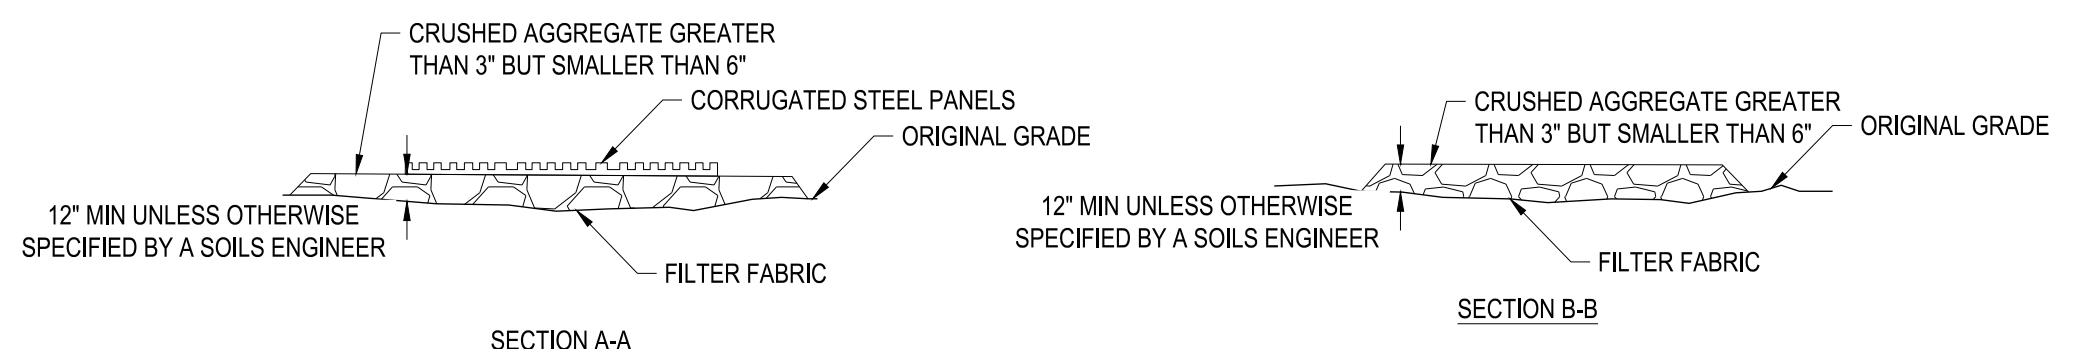 CRUSHED AGGREGATE GREATER
THAN 3" BUT SMALLER THAN 6"
CORRUGATED STEEL PANELS
ORIGINAL GRADE
12" MIN UNLESS OTHERWISE
SPECIFIED BY A SOILS ENGINEER
FILTER FABRIC
SECTION A-A
CRUSHED AGGREGATE GREATER
THAN 3" BUT SMALLER THAN 6"
ORIGINAL GRADE
12" MIN UNLESS OTHERWISE
SPECIFIED BY A SOILS ENGINEER
FILTER FABRIC
SECTION B-B